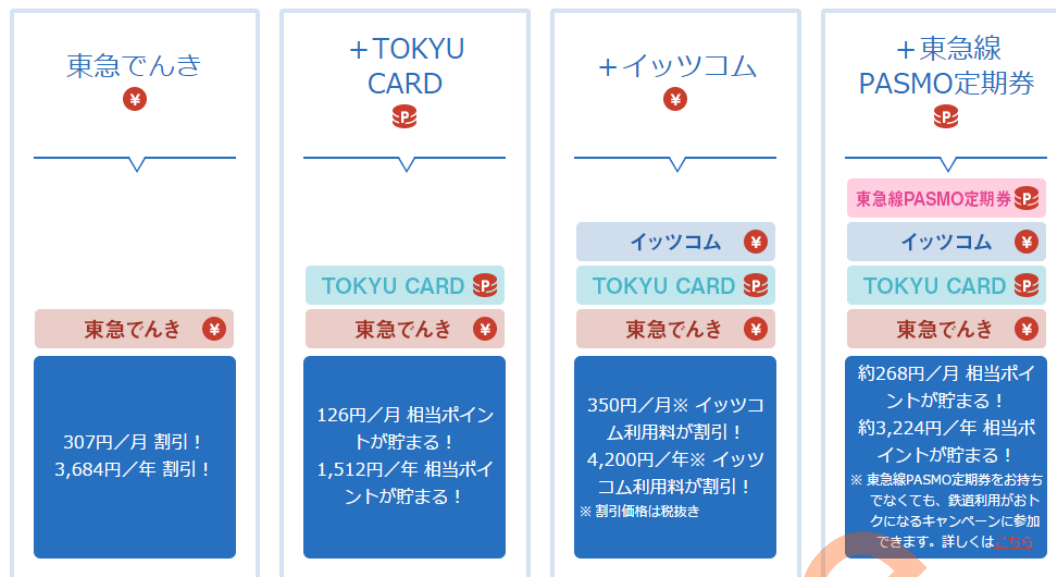 東急でんき
¥
307円／月 割引！
3,684円／年 割引！
東急でんき ¥
＋TOKYU
CARD
P
TOKYU CARD P
東急でんき ¥
126円／月 相当ポイン
トが貯まる！
1,512円／年 相当ポイ
ントが貯まる！
＋イッツコム
¥
イッツコム ¥
TOKYU CARD P
東急でんき ¥
350円／月※ イッツコ
ム利用料が割引！
4,200円／年※ イッツ
コム利用料が割引！
※ 割引価格は税抜き
＋東急線
PASMO定期券
P
東急線PASMO定期券 P
イッツコム ¥
TOKYU CARD P
東急でんき ¥
約268円／月 相当ポイ
ントが貯まる！
約3,224円／年 相当ポ
イントが貯まる！
※ 東急線PASMO定期券をお持ち
でなくても、鉄道利用がおト
クになるキャンペーンに参加
できます。詳しくはこちら